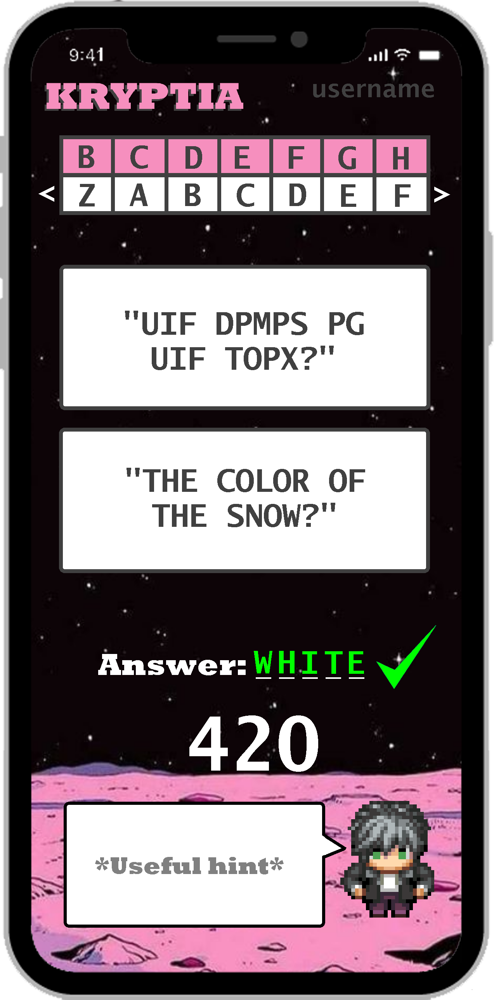 9:41
KRYPTIA
username
B C D E F G H
< Z A B C D E F >
"UIF DPMPS PG
UIF TOPX?"
"THE COLOR OF
THE SNOW?"
Answer: WHITE
420
*Useful hint*